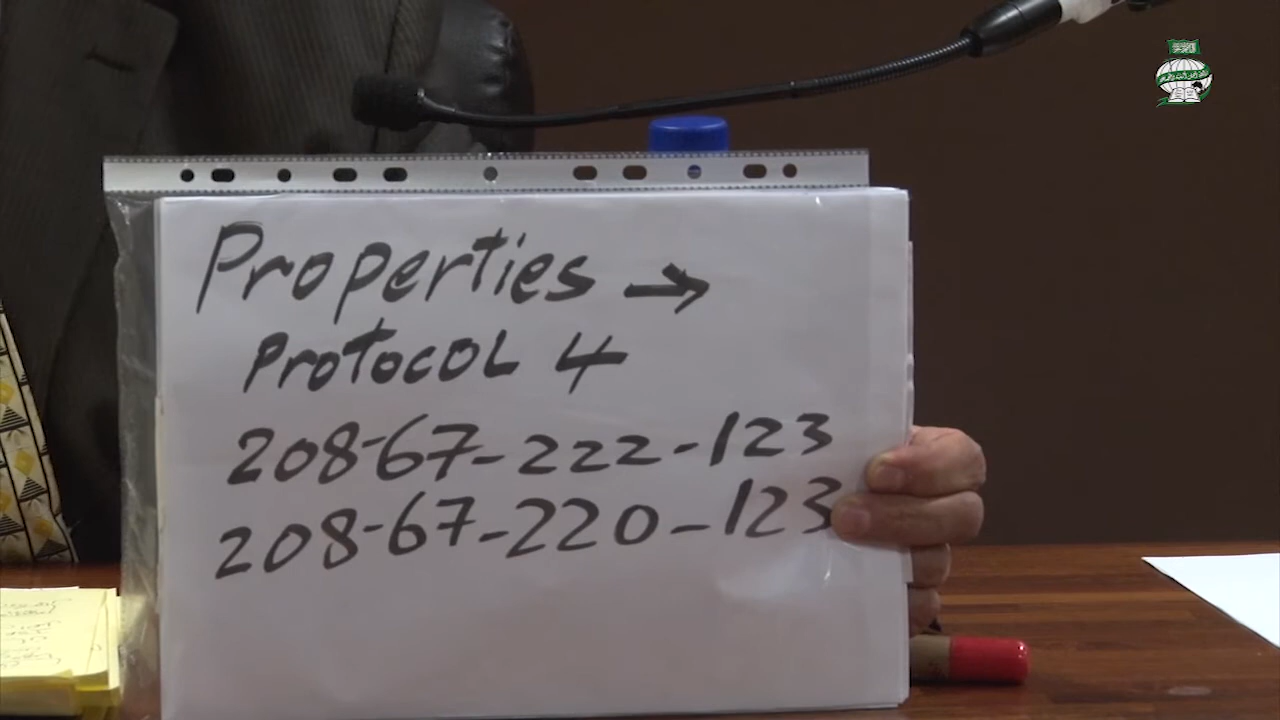 Properties →
Protocol 4
208-67-222-123
208-67-220-123